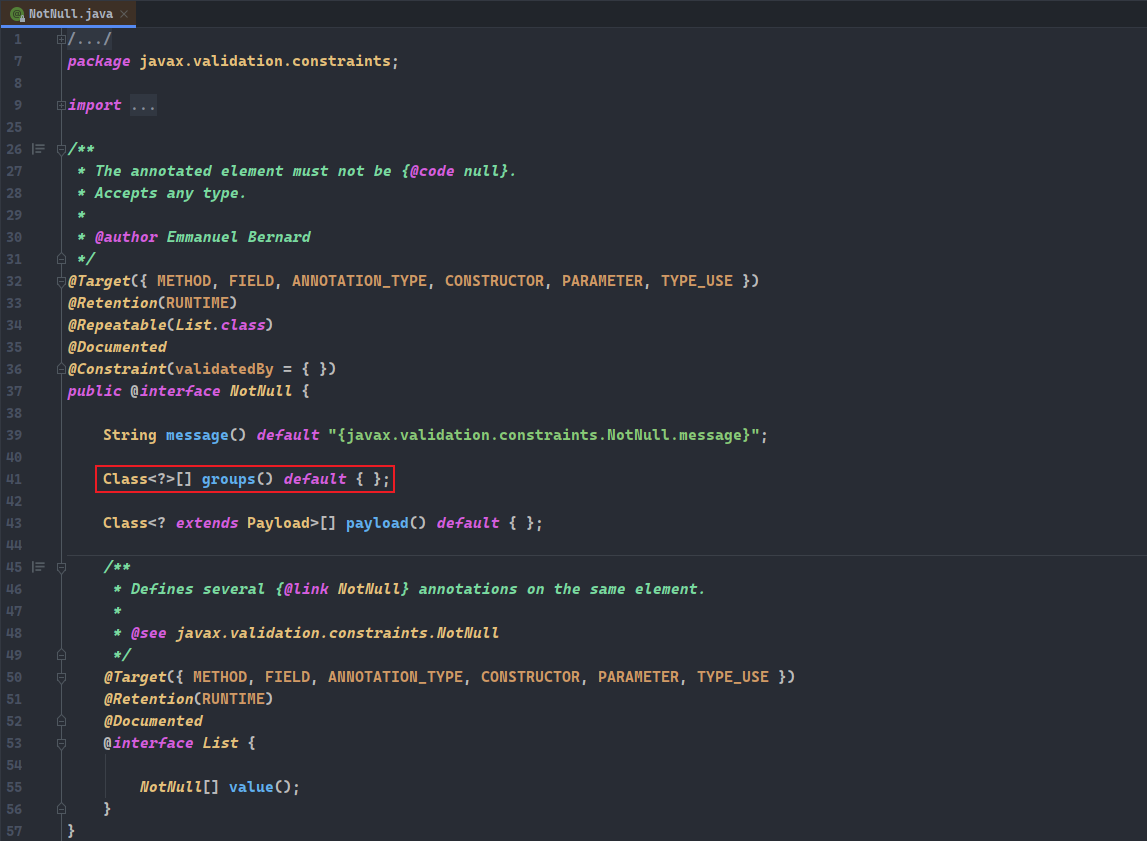 NotNull.java
1 /.../
7 package javax.validation.constraints;
8
9 import ...
25
26 /**
27  * The annotated element must not be {@code null}.
28  * Accepts any type.
29  *
30  * @author Emmanuel Bernard
31  */
32 @Target({ METHOD, FIELD, ANNOTATION_TYPE, CONSTRUCTOR, PARAMETER, TYPE_USE })
33 @Retention(RUNTIME)
34 @Repeatable(List.class)
35 @Documented
36 @Constraint(validatedBy = { })
37 public @interface NotNull {
38
39     String message() default "{javax.validation.constraints.NotNull.message}";
40
41     Class<?>[] groups() default { };
42
43     Class<? extends Payload>[] payload() default { };
44
45     /**
46      * Defines several {@link NotNull} annotations on the same element.
47      *
48      * @see javax.validation.constraints.NotNull
49      */
50     @Target({ METHOD, FIELD, ANNOTATION_TYPE, CONSTRUCTOR, PARAMETER, TYPE_USE })
51     @Retention(RUNTIME)
52     @Documented
53     @interface List {
54
55         NotNull[] value();
56     }
57 }